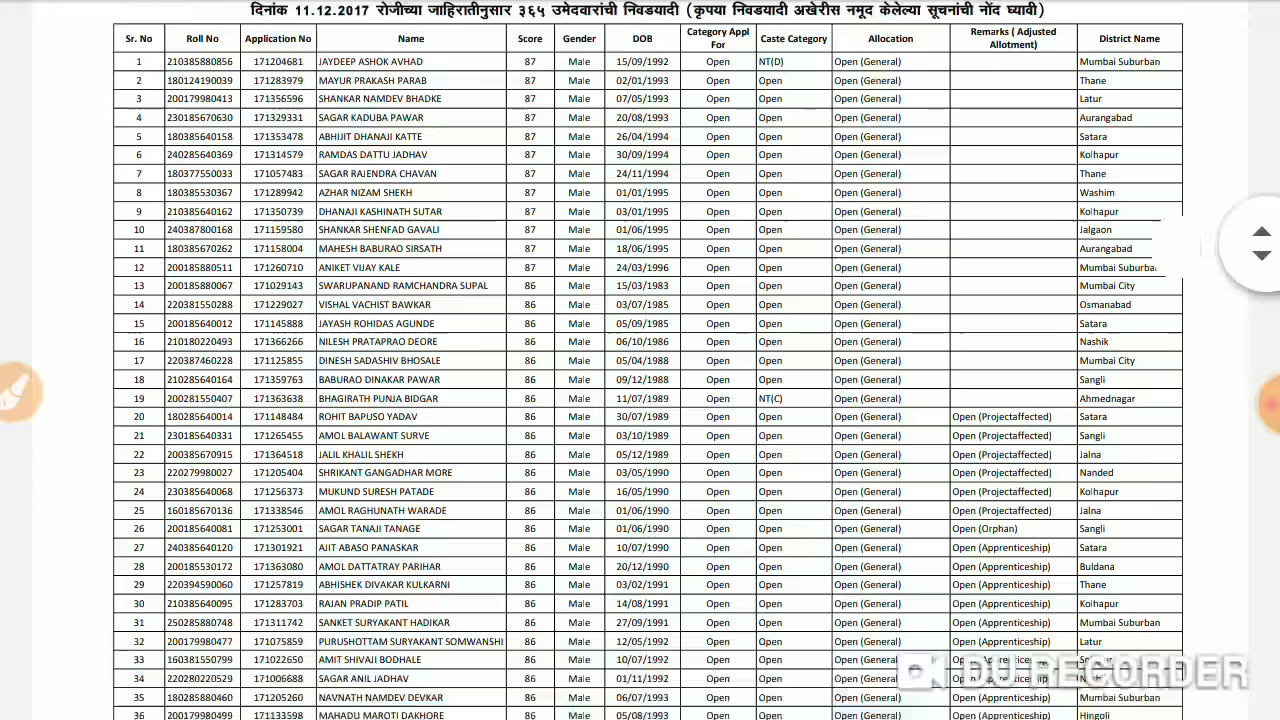 दिनांक 11.12.2017 रोजीच्या जाहिरातीनुसार ३६५ उमेदवारांची निवडयादी (कृपया निवडयादी अखेरीस नमूद केलेल्या सूचनांची नोंद घ्यावी)
Sr. No Roll No Application No Name Score Gender DOB Category Appl For Caste Category Allocation Remarks ( Adjusted Allotment) District Name
1 210385880856 171204681 JAYDEEP ASHOK AVHAD 87 Male 15/09/1992 Open NT(D) Open (General) Mumbai Suburban
2 180124190039 171283979 MAYUR PRAKASH PARAB 87 Male 02/01/1993 Open Open Open (General) Thane
3 200179980413 171356596 SHANKAR NAMDEV BHADKE 87 Male 07/05/1993 Open Open Open (General) Latur
4 230185670630 171329331 SAGAR KADUBA PAWAR 87 Male 20/08/1993 Open Open Open (General) Aurangabad
5 180385640158 171353478 ABHIJIT DHANAJI KATTE 87 Male 26/04/1994 Open Open Open (General) Satara
6 240285640369 171314579 RAMDAS DATTU JADHAV 87 Male 30/09/1994 Open Open Open (General) Kolhapur
7 180377550033 171057483 SAGAR RAJENDRA CHAVAN 87 Male 24/11/1994 Open Open Open (General) Thane
8 180385530367 171289942 AZHAR NIZAM SHEKH 87 Male 01/01/1995 Open Open Open (General) Washim
9 210385640162 171350739 DHANAJI KASHINATH SUTAR 87 Male 03/01/1995 Open Open Open (General) Kolhapur
10 240387800168 171159580 SHANKAR SHENFAD GAVALI 87 Male 01/06/1995 Open Open Open (General) Jalgaon
11 180385670262 171158004 MAHESH BABURAO SIRSATH 87 Male 18/06/1995 Open Open Open (General) Aurangabad
12 200185880511 171260710 ANIKET VIJAY KALE 87 Male 24/03/1996 Open Open Open (General) Mumbai Suburba
13 200185880067 171029143 SWARUPANAND RAMCHANDRA SUPAL 86 Male 15/03/1983 Open Open Open (General) Mumbai City
14 220381550288 171229027 VISHAL VACHIST BAWKAR 86 Male 03/07/1985 Open Open Open (General) Osmanabad
15 200185640012 171145888 JAYASH ROHIDAS AGUNDE 86 Male 05/09/1985 Open Open Open (General) Satara
16 210180220493 171366266 NILESH PRATAPRAO DEORE 86 Male 06/10/1986 Open Open Open (General) Nashik
17 220387460228 171125855 DINESH SADASHIV BHOSALE 86 Male 05/04/1988 Open Open Open (General) Mumbai City
18 210285640164 171359763 BABURAO DINAKAR PAWAR 86 Male 09/12/1988 Open Open Open (General) Sangli
19 200281550407 171363638 BHAGIRATH PUNJA BIDGAR 86 Male 11/07/1989 Open NT(C) Open (General) Ahmednagar
20 180285640014 171148484 ROHIT BAPUSO YADAV 86 Male 30/07/1989 Open Open Open (General) Open (Projectaffected) Satara
21 230185640331 171265455 AMOL BALAWANT SURVE 86 Male 03/10/1989 Open Open Open (General) Open (Projectaffected) Sangli
22 200385670915 171364518 JALIL KHALIL SHEKH 86 Male 05/12/1989 Open Open Open (General) Open (Projectaffected) Jalna
23 220279980027 171205404 SHRIKANT GANGADHAR MORE 86 Male 03/05/1990 Open Open Open (General) Open (Projectaffected) Nanded
24 230385640068 171256373 MUKUND SURESH PATADE 86 Male 16/05/1990 Open Open Open (General) Open (Projectaffected) Kolhapur
25 160185670136 171338546 AMOL RAGHUNATH WARADE 86 Male 01/06/1990 Open Open Open (General) Open (Projectaffected) Jalna
26 200185640081 171253001 SAGAR TANAJI TANAGE 86 Male 01/06/1990 Open Open Open (General) Open (Orphan) Sangli
27 240385640120 171301921 AJIT ABASO PANASKAR 86 Male 10/07/1990 Open Open Open (General) Open (Apprenticeship) Satara
28 200185530172 171363080 AMOL DATTATRAY PARIHAR 86 Male 20/12/1990 Open Open Open (General) Open (Apprenticeship) Buldana
29 220394590060 171257819 ABHISHEK DIVAKAR KULKARNI 86 Male 03/02/1991 Open Open Open (General) Open (Apprenticeship) Thane
30 210385640095 171283703 RAJAN PRADIP PATIL 86 Male 14/08/1991 Open Open Open (General) Open (Apprenticeship) Kolhapur
31 250285880748 171311742 SANKET SURYAKANT HADIKAR 86 Male 27/09/1991 Open Open Open (General) Open (Apprenticeship) Mumbai Suburban
32 200179980477 171075859 PURUSHOTTAM SURYAKANT SOMWANSHI 86 Male 12/05/1992 Open Open Open (General) Open (Apprenticeship) Latur
33 160381550799 171022650 AMIT SHIVAJI BODHALE 86 Male 10/07/1992 Open Open Open (General) Open (Apprenticeship)
34 220280220529 171006688 SAGAR ANIL JADHAV 86 Male 01/11/1992 Open Open Open (General) Open (Apprenticeship)
35 180285880460 171205260 NAVNATH NAMDEV DEVKAR 86 Male 06/07/1993 Open Open Open (General) Open (Apprenticeship) Mumbai Suburban
36 200179980499 171133598 MAHADU MAROTI DAKHORE 86 Male 05/08/1993 Open Open Open (General) Open (Apprenticeship) Hingoli
DU RECORDER